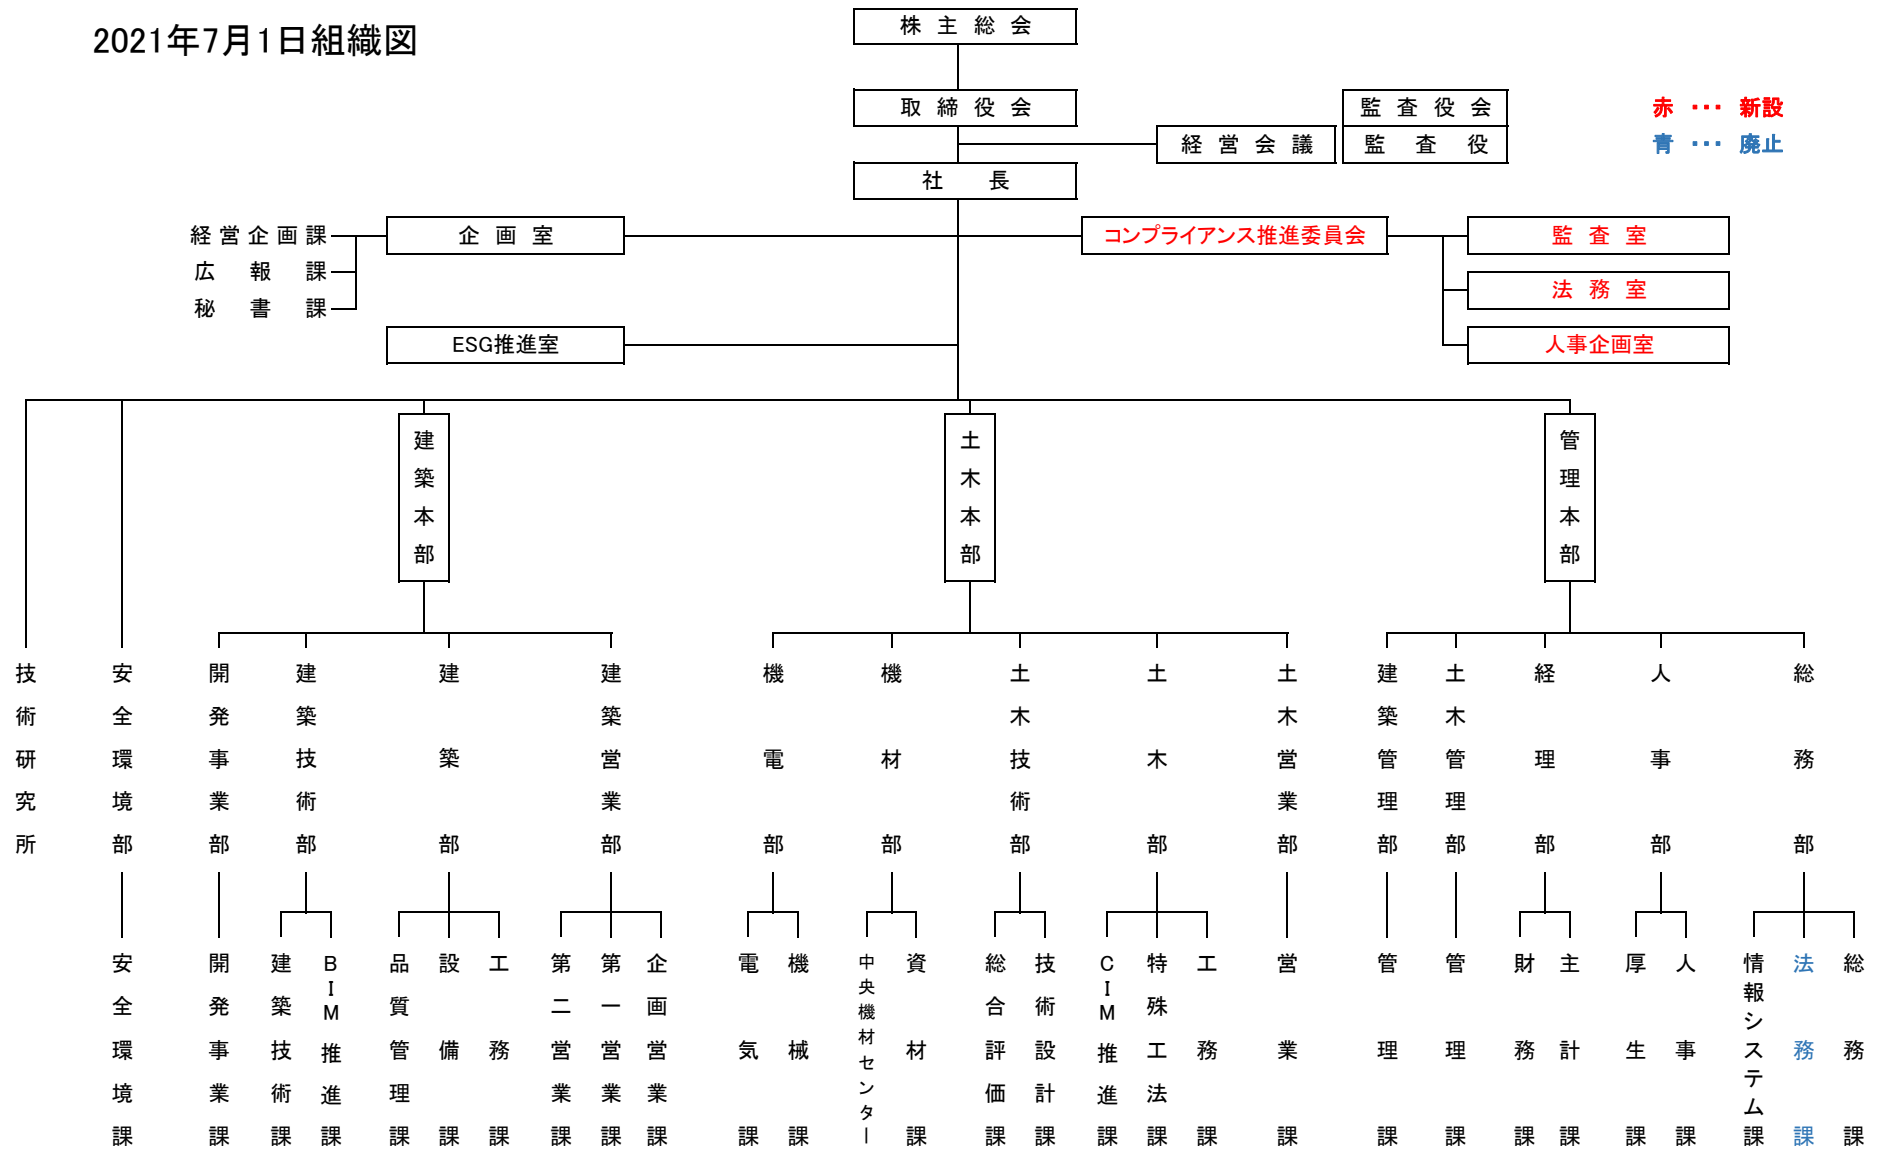 2021年7月1日組織図
株主総会
取締役会
監査役会
赤 ・・・ 新設
経営会議
監査役
青 ・・・ 廃止
社長
経営企画課
企画室
コンプライアンス推進委員会
監査室
広報課
法務室
秘書課
ESG推進室
人事企画室
建築本部
土木本部
管理本部
技術研究所
安全環境部
開発事業部
建築技術部
建築部
建築営業部
機電部
機材部
土木技術部
土木部
土木営業部
建築管理部
土木管理部
経理部
人事部
総務部
安全環境課
開発事業課
建築技術課
BIM推進課
品質管理課
設備課
工務課
第二営業課
第一営業課
企画営業課
電気課
機械課
中央機材センター
資材課
総合評価課
技術設計課
CIM推進課
特殊工法課
工務課
営業課
管理課
管理課
財務課
主計課
厚生課
人事課
情報システム課
法務課
総務課